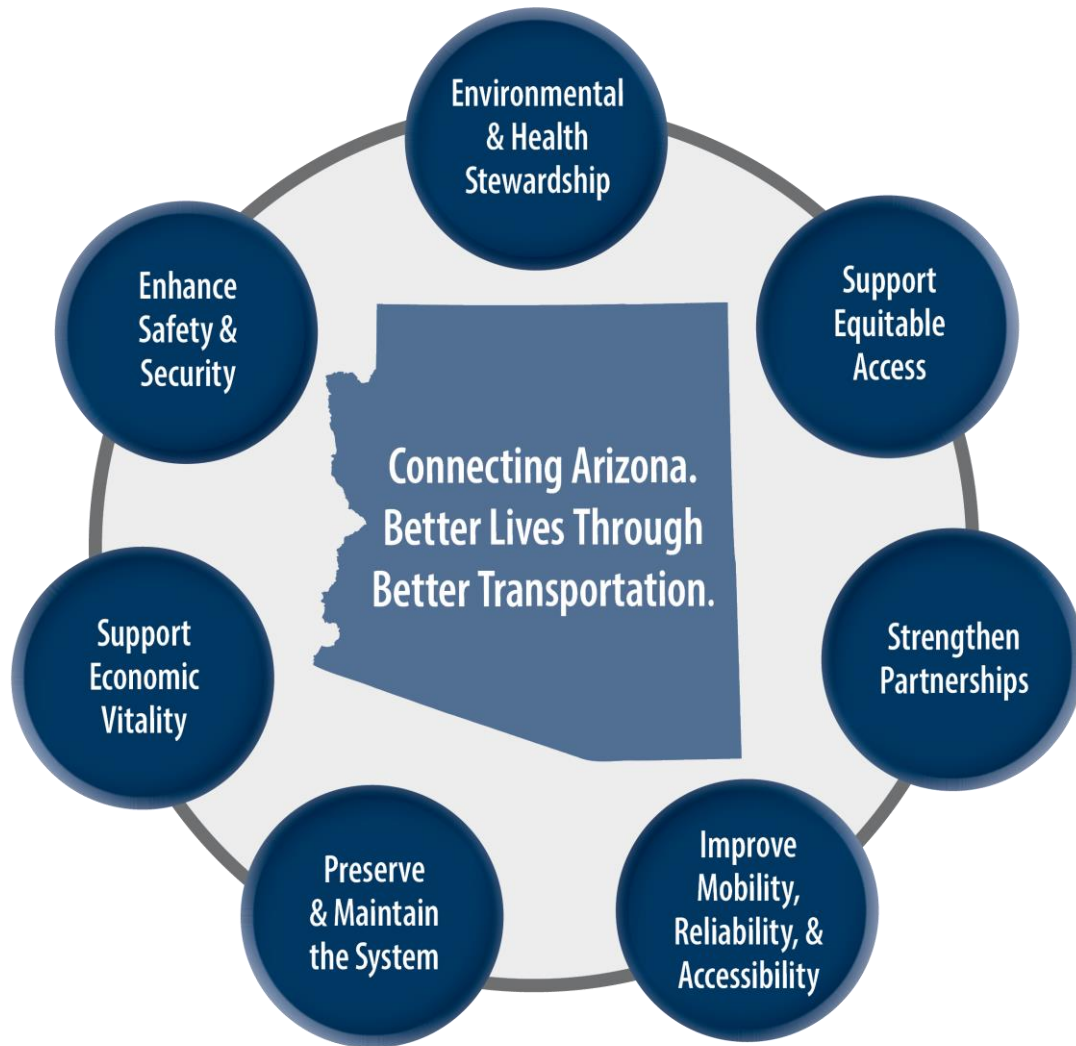 Environmental
& Health
Stewardship
Support
Equitable
Access
Strengthen
Partnerships
Improve
Mobility,
Reliability, &
Accessibility
Preserve
& Maintain
the System
Support
Economic
Vitality
Enhance
Safety &
Security
Connecting Arizona.
Better Lives Through
Better Transportation.